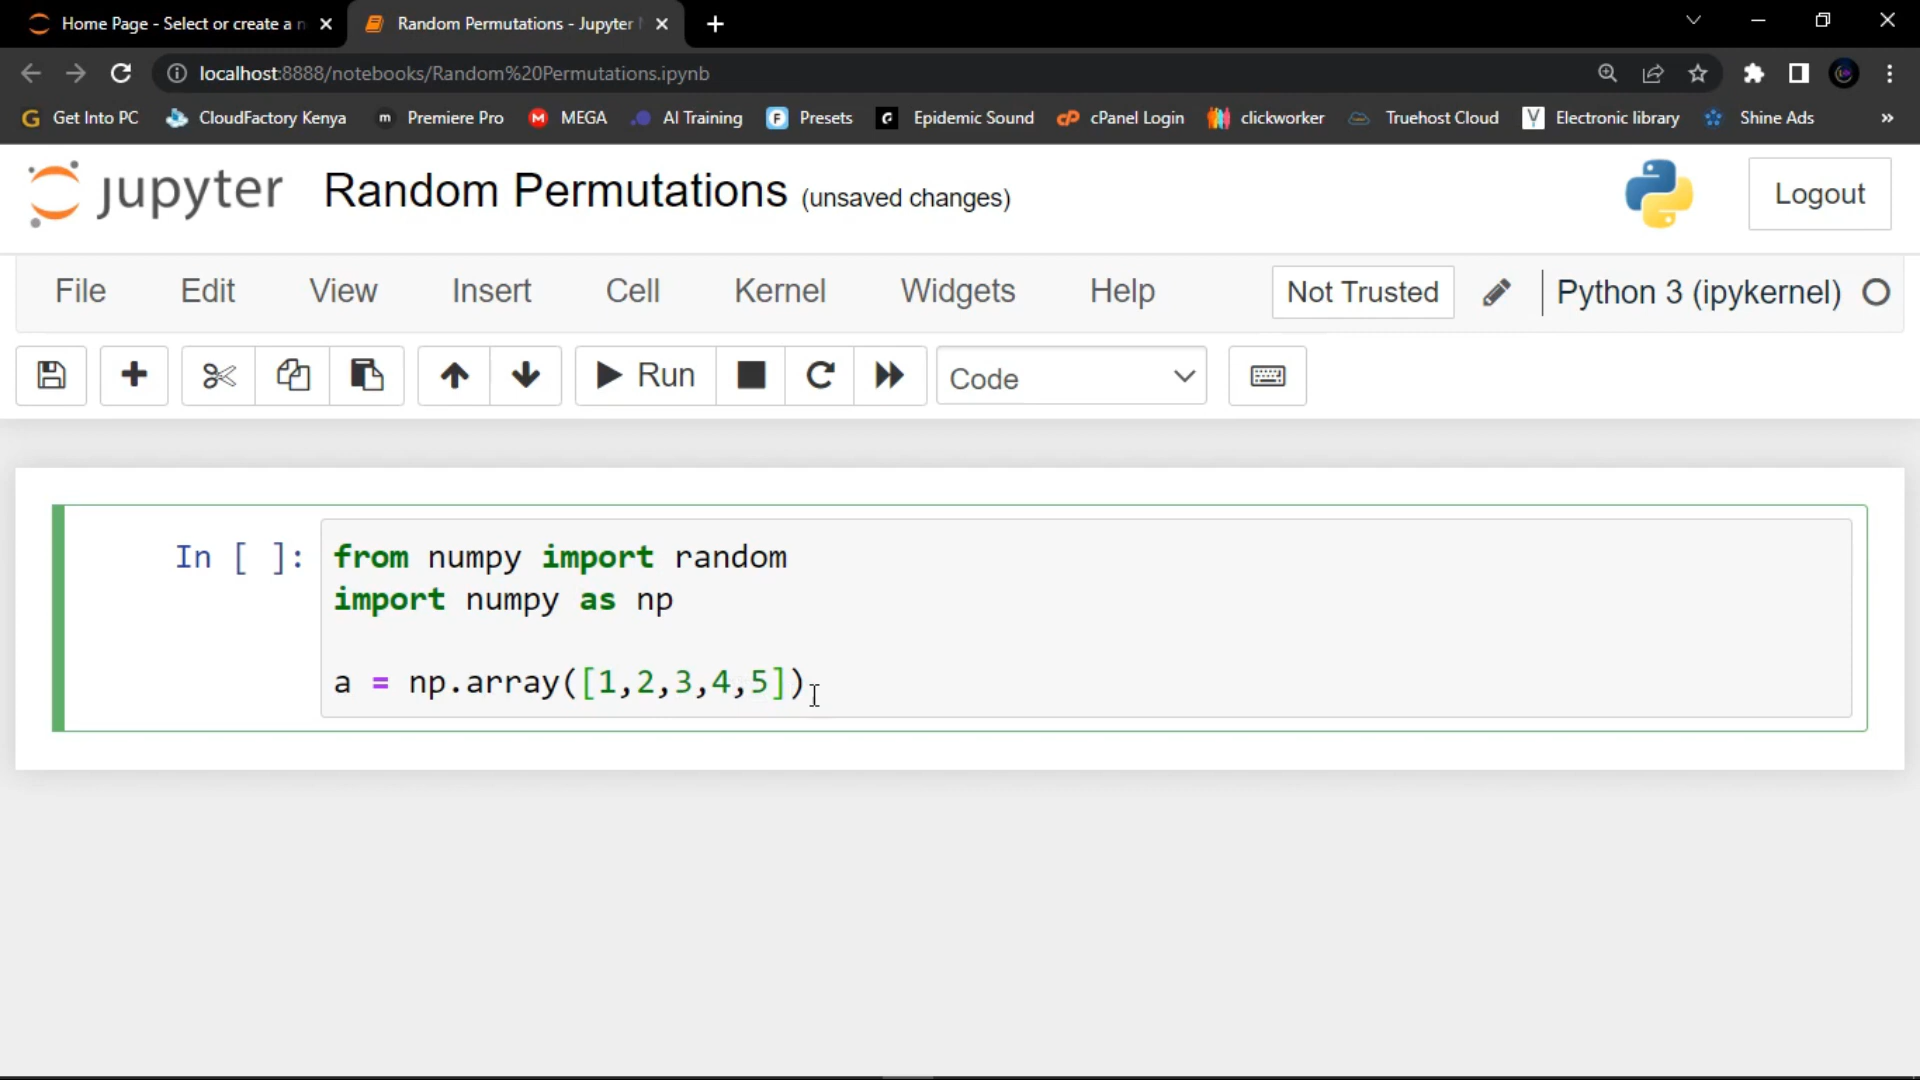 Home Page - Select or create a n
Random Permutations - Jupyter
localhost:8888/notebooks/Random%20Permutations.ipynb
Get Into PC
CloudFactory Kenya
Premiere Pro
MEGA
AI Training
Presets
Epidemic Sound
cPanel Login
clickworker
Truehost Cloud
Electronic library
Shine Ads
»
jupyter Random Permutations (unsaved changes)
Logout
File Edit View Insert Cell Kernel Widgets Help
Not Trusted
Python 3 (ipykernel)
Run
Code
In [ ]:
from numpy import random
import numpy as np
a = np.array([1,2,3,4,5])